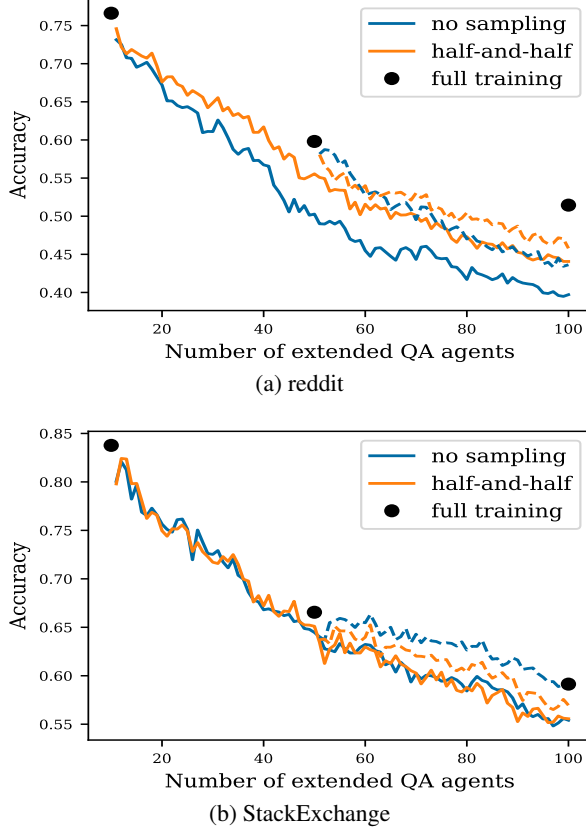 0.75
0.70
0.65
0.60
0.55
0.50
0.45
0.40
Accuracy
no sampling
half-and-half
full training
20
40
60
80
100
Number of extended QA agents
(a) reddit
0.85
0.80
0.75
0.70
0.65
0.60
0.55
Accuracy
no sampling
half-and-half
full training
20
40
60
80
100
Number of extended QA agents
(b) StackExchange